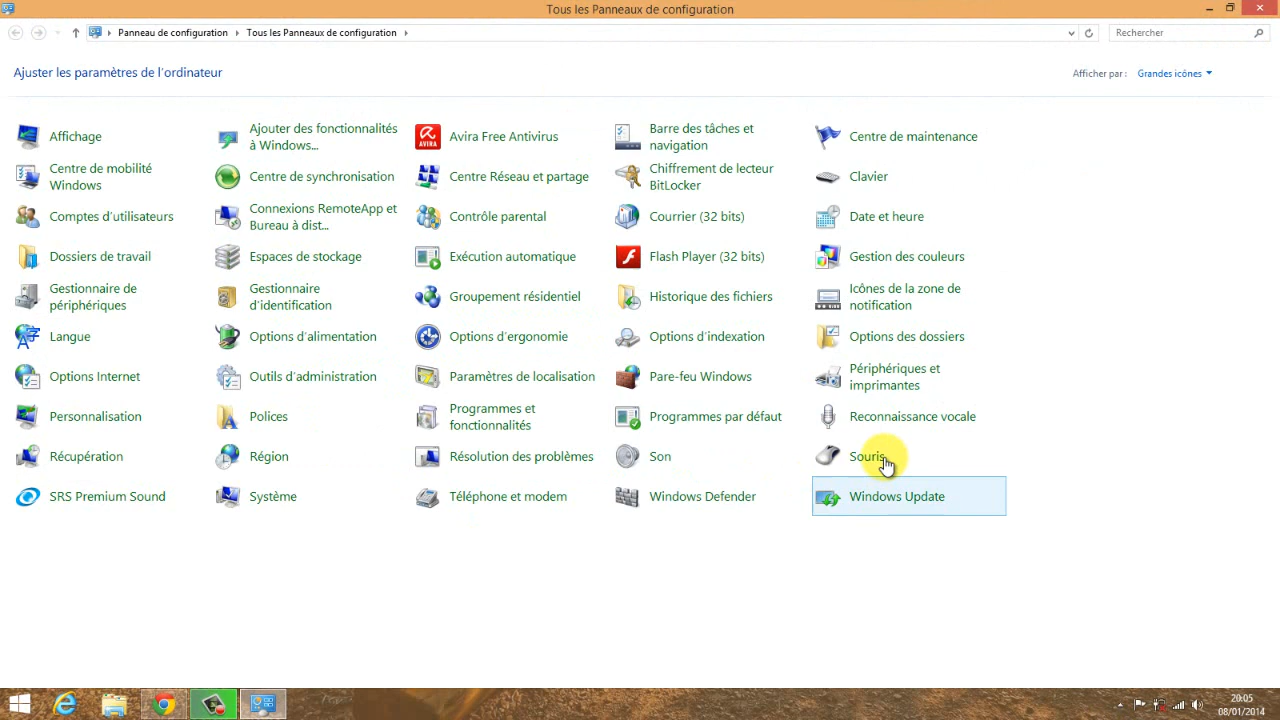 Tous les Panneaux de configuration
Panneau de configuration
Tous les Panneaux de configuration
Rechercher
Ajuster les paramètres de l'ordinateur
Afficher par :
Grandes icônes
Affichage
Ajouter des fonctionnalités
à Windows...
Avira Free Antivirus
Barre des tâches et
navigation
Centre de maintenance
Centre de mobilité
Windows
Centre de synchronisation
Centre Réseau et partage
Chiffrement de lecteur
BitLocker
Clavier
Comptes d'utilisateurs
Connexions RemoteApp et
Bureau à dist...
Contrôle parental
Courrier (32 bits)
Date et heure
Dossiers de travail
Espaces de stockage
Exécution automatique
Flash Player (32 bits)
Gestion des couleurs
Gestionnaire de
périphériques
Gestionnaire
d'identification
Groupement résidentiel
Historique des fichiers
Icônes de la zone de
notification
Langue
Options d'alimentation
Options d'ergonomie
Options d'indexation
Options des dossiers
Options Internet
Outils d'administration
Paramètres de localisation
Pare-feu Windows
Périphériques et
imprimantes
Personnalisation
Polices
Programmes et
fonctionnalités
Programmes par défaut
Reconnaissance vocale
Récupération
Région
Résolution des problèmes
Son
Souris
SRS Premium Sound
Système
Téléphone et modem
Windows Defender
Windows Update
AVIRA
20:05
08/01/2014